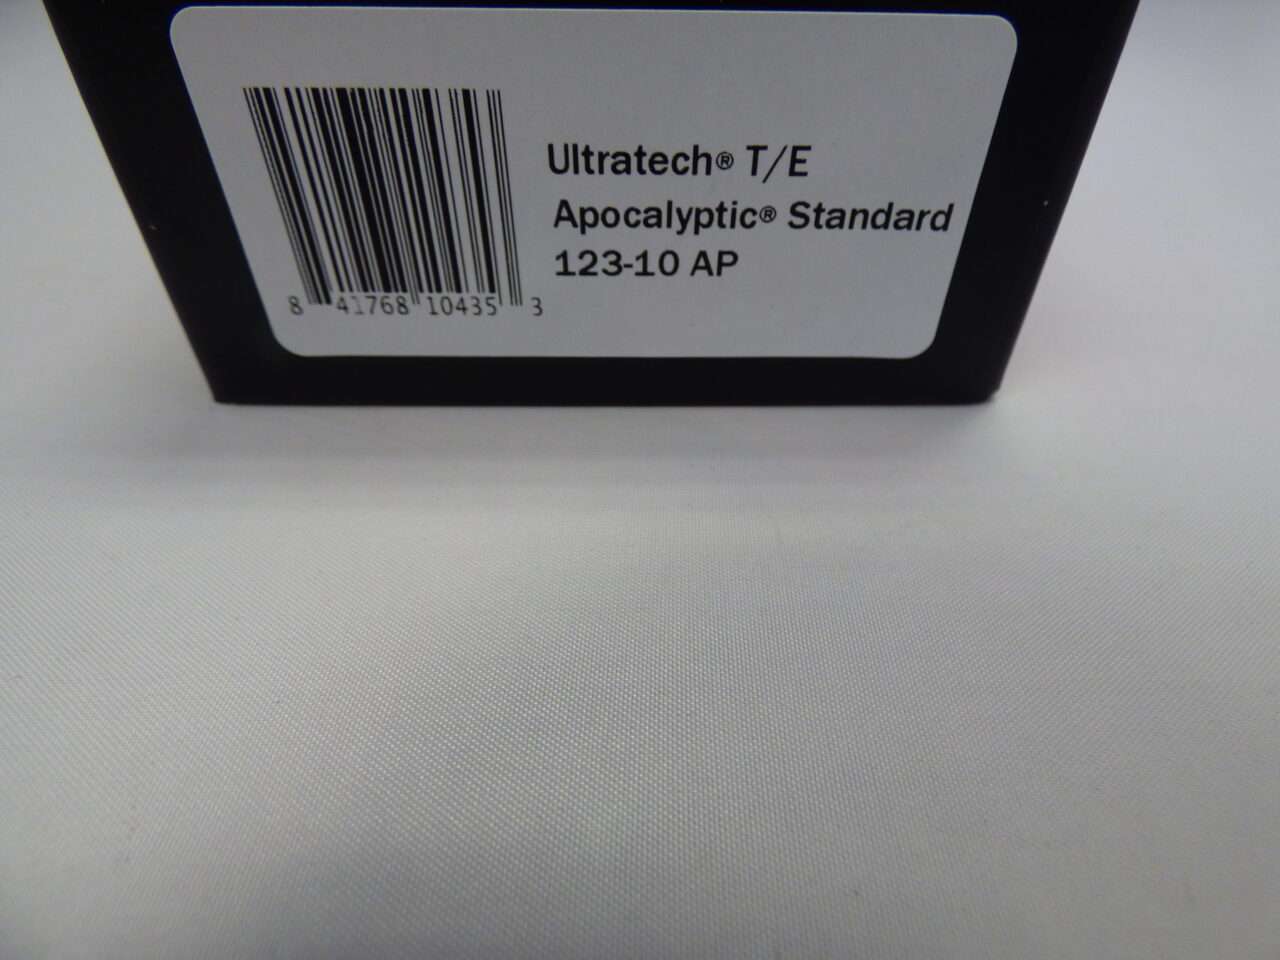 Ultratech® T/E
Apocalyptic® Standard
123-10 AP
8 41768 10435 3